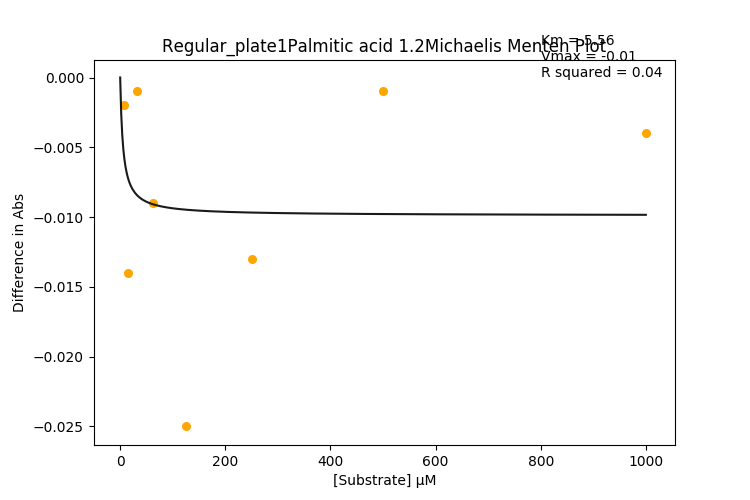 Km = 5.56
Regular_plate1Palmitic acid 1.2Michaelis Menten Plot
Vmax = -0.01
R squared = 0.04
0.000
−0.005
−0.010
−0.015
−0.020
−0.025
Difference in Abs
0 200 400 600 800 1000
[Substrate] μM